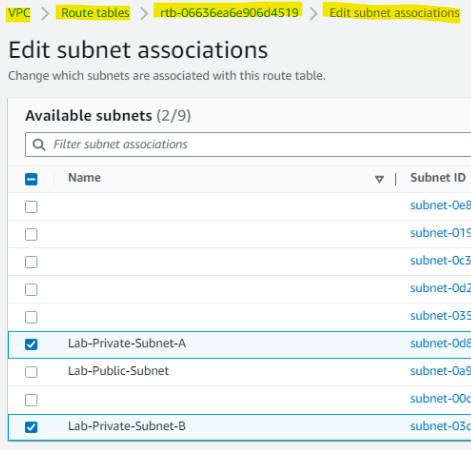 VPC > Route tables > rtb-06636ea6e906d4519 > Edit subnet associations
Edit subnet associations
Change which subnets are associated with this route table.
Available subnets (2/9)
Filter subnet associations
Name Subnet ID
subnet-0e8
subnet-019
subnet-0c3
subnet-0d2
subnet-035
Lab-Private-Subnet-A subnet-0d8
Lab-Public-Subnet subnet-0a9
subnet-00c
Lab-Private-Subnet-B subnet-03c